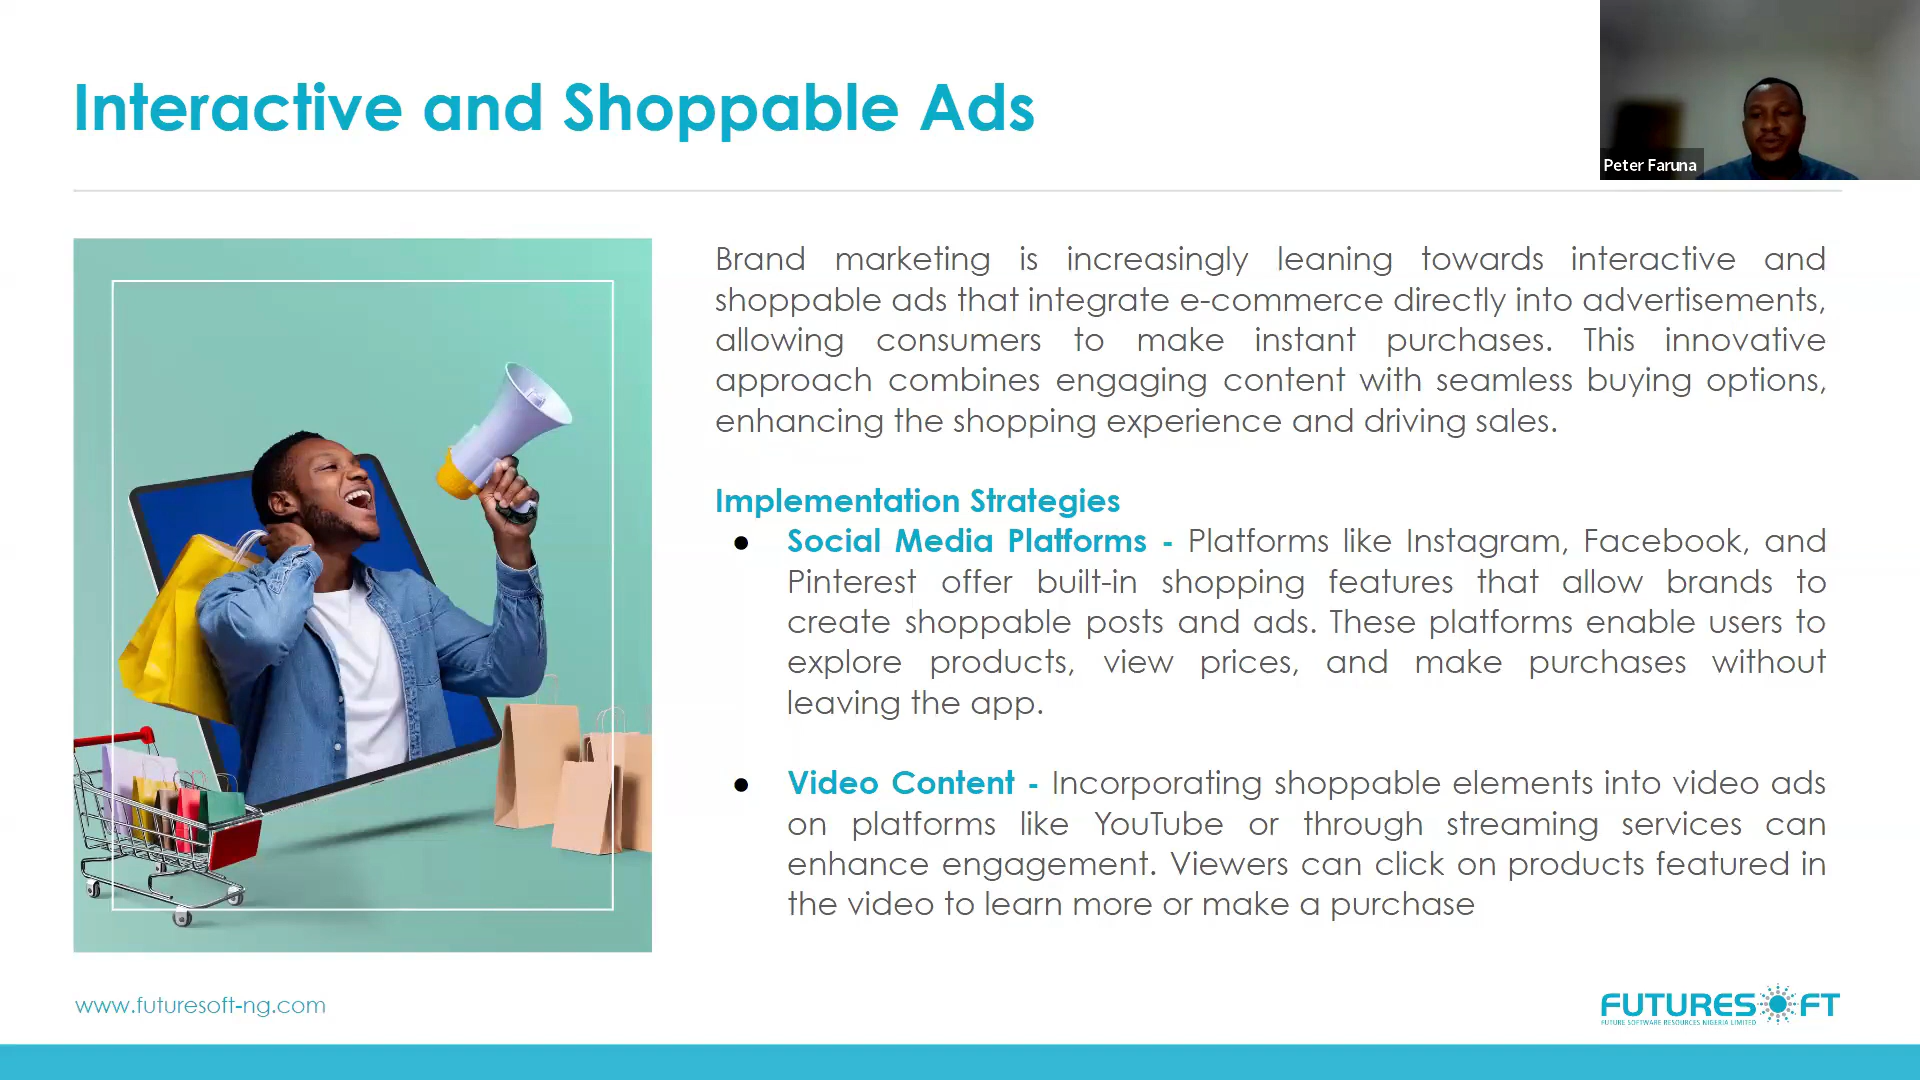 Interactive and Shoppable Ads
Peter Faruna
Brand marketing is increasingly leaning towards interactive and
shoppable ads that integrate e-commerce directly into advertisements,
allowing consumers to make instant purchases. This innovative
approach combines engaging content with seamless buying options,
enhancing the shopping experience and driving sales.
Implementation Strategies
● Social Media Platforms - Platforms like Instagram, Facebook, and
Pinterest offer built-in shopping features that allow brands to
create shoppable posts and ads. These platforms enable users to
explore products, view prices, and make purchases without
leaving the app.
● Video Content - Incorporating shoppable elements into video ads
on platforms like YouTube or through streaming services can
enhance engagement. Viewers can click on products featured in
the video to learn more or make a purchase
www.futuresoft-ng.com
FUTURESOFT
FUTURE SOFTWARE RESOURCES NIGERIA LIMITED